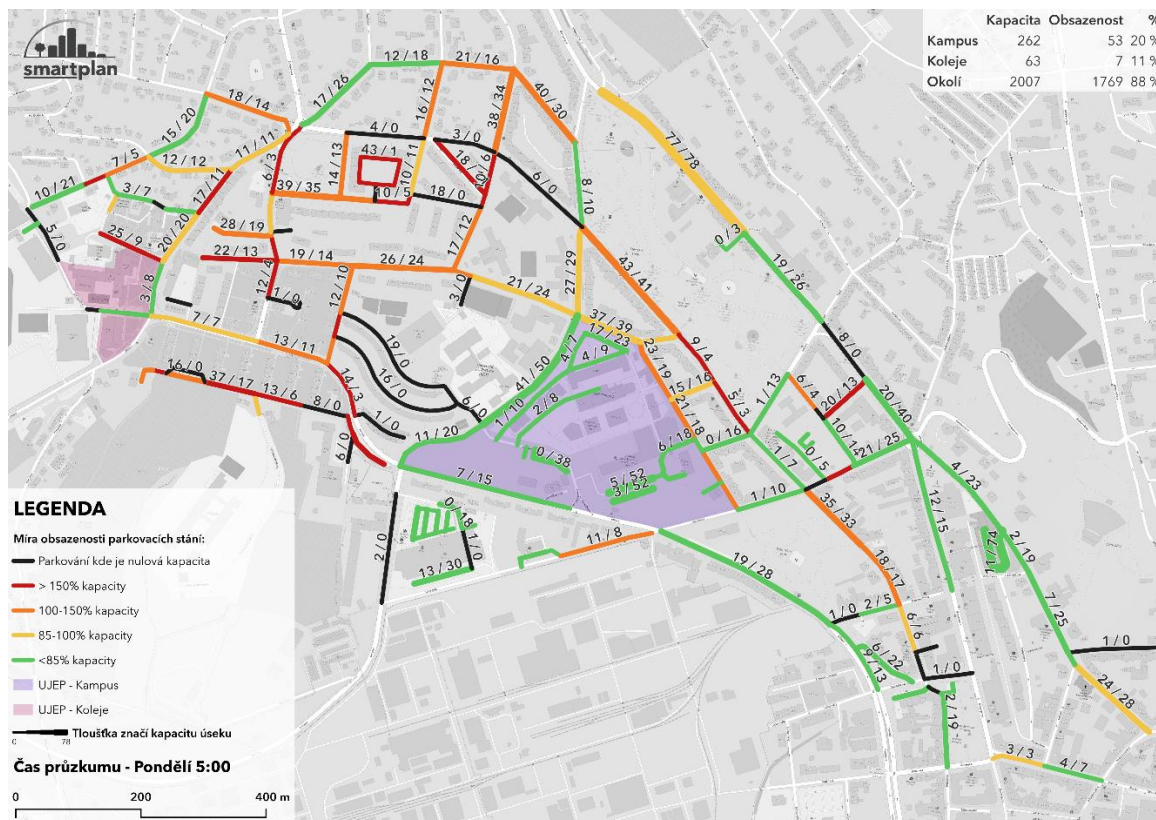 smartplan
Kapacita Obsazenost %
Kampus 262 53 20 %
Koleje 63 7 11 %
Okolí 2007 1769 88 %
12 / 18
21 / 16
17 / 26
16 / 12
38 / 34
40 / 30
18 / 14
15 / 20
4 / 0
3 / 0
77 / 78
11 / 11
43 / 1
7 / 5
12 / 12
6 / 3
14 / 13
10 / 11
6 / 0
10 / 21
3 / 7
17 / 11
39 / 35
10 / 5
18 / 0
8 / 10
5 / 0
25 / 9
20 / 20
28 / 19
17 / 12
0 / 3
22 / 13
19 / 14
26 / 24
43 / 41
19 / 26
3 / 8
12 / 4
1 / 0
12 / 10
3 / 0
21 / 24
27 / 29
7 / 7
13 / 11
19 / 0
16 / 0
37 / 39
17 / 23
4 / 7
4 / 9
23 / 19
9 / 4
8 / 0
16 / 0
37 / 17
13 / 6
8 / 0
14 / 3
41 / 50
1 / 10
2 / 8
15 / 16
5 / 3
1 / 13
6 / 4
20 / 13
20 / 40
1 / 0
6 / 0
11 / 20
6 / 18
0 / 16
21 / 25
6 / 0
7 / 15
0 / 38
5 / 52
3 / 52
1 / 7
0 / 5
4 / 23
1 / 10
35 / 33
12 / 15
2 / 0
0 / 18
1 / 0
13 / 30
11 / 8
19 / 28
18 / 17
11 / 74
2 / 19
1 / 0
2 / 5
6 / 6
7 / 25
6 / 22
9 / 13
1 / 0
1 / 0
2 / 19
24 / 28
3 / 3
4 / 7
LEGENDA
Míra obsazenosti parkovacích stání:
Parkování kde je nulová kapacita
> 150% kapacity
100-150% kapacity
85-100% kapacity
<85% kapacity
UJEP - Kampus
UJEP - Koleje
0 78 Tloušťka značí kapacitu úseku
Čas průzkumu - Pondělí 5:00
0 200 400 m